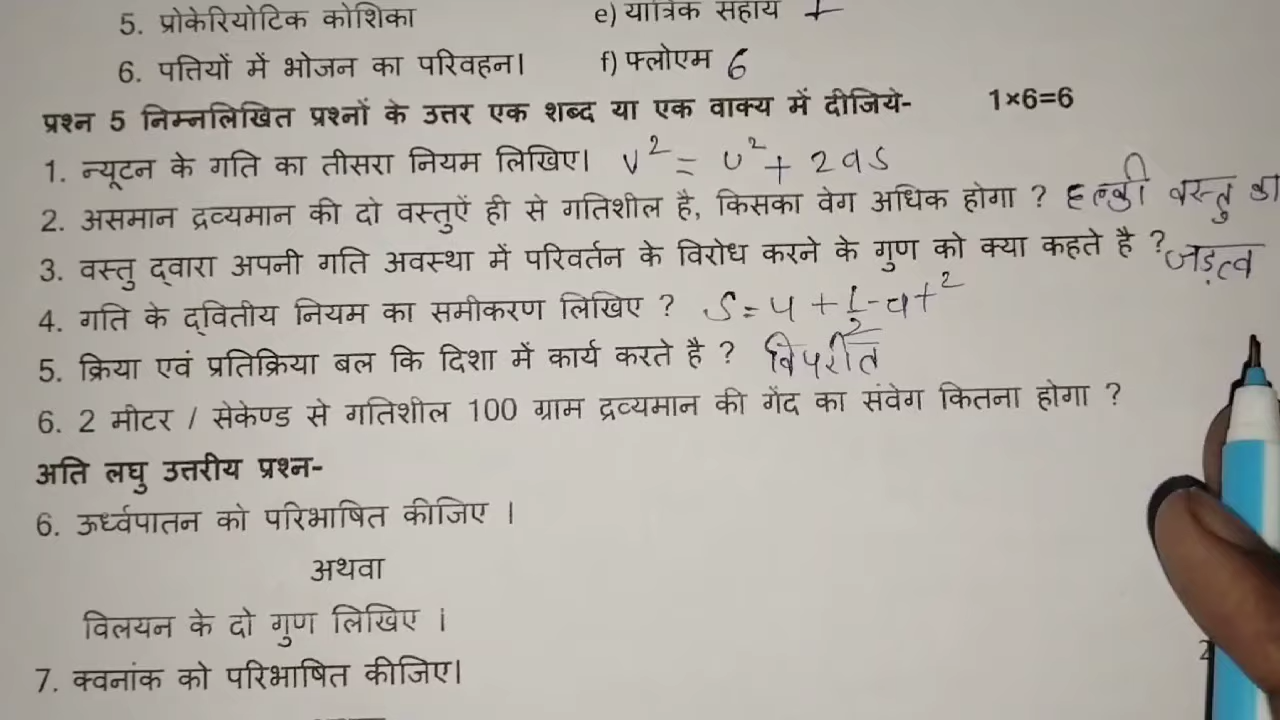 5. प्रोकेरियोटिक कोशिका e) यांत्रिक सहाय
6. पत्तियों में भोजन का परिवहन। f) फ्लोएम 6
प्रश्न 5 निम्नलिखित प्रश्नों के उत्तर एक शब्द या एक वाक्य में दीजिये- 1×6=6
1. न्यूटन के गति का तीसरा नियम लिखिए। v² = u² + 2as
2. असमान द्रव्यमान की दो वस्तुऐं ही से गतिशील है, किसका वेग अधिक होगा ? हल्की वस्तु का
3. वस्तु द्वारा अपनी गति अवस्था में परिवर्तन के विरोध करने के गुण को क्या कहते है ? जड़त्व
4. गति के द्वितीय नियम का समीकरण लिखिए ? S = u + 1/2 at²
5. क्रिया एवं प्रतिक्रिया बल कि दिशा में कार्य करते है ? विपरीत
6. 2 मीटर / सेकेण्ड से गतिशील 100 ग्राम द्रव्यमान की गेंद का संवेग कितना होगा ?
अति लघु उत्तरीय प्रश्न-
6. ऊर्ध्वपातन को परिभाषित कीजिए ।
अथवा
विलयन के दो गुण लिखिए ।
7. क्वनांक को परिभाषित कीजिए।